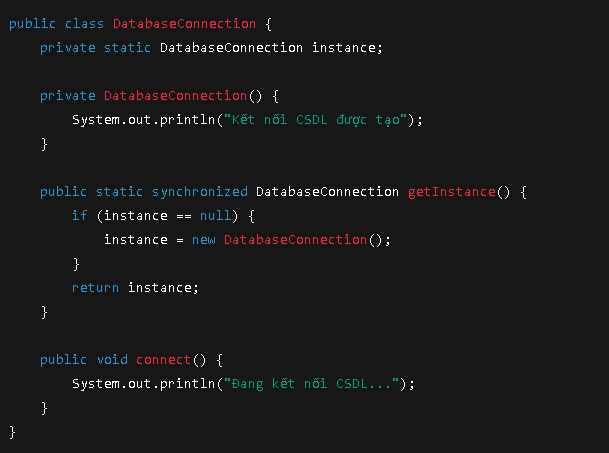 public class DatabaseConnection {
    private static DatabaseConnection instance;

    private DatabaseConnection() {
        System.out.println("Kết nối CSDL được tạo");
    }

    public static synchronized DatabaseConnection getInstance() {
        if (instance == null) {
            instance = new DatabaseConnection();
        }
        return instance;
    }

    public void connect() {
        System.out.println("Đang kết nối CSDL...");
    }
}